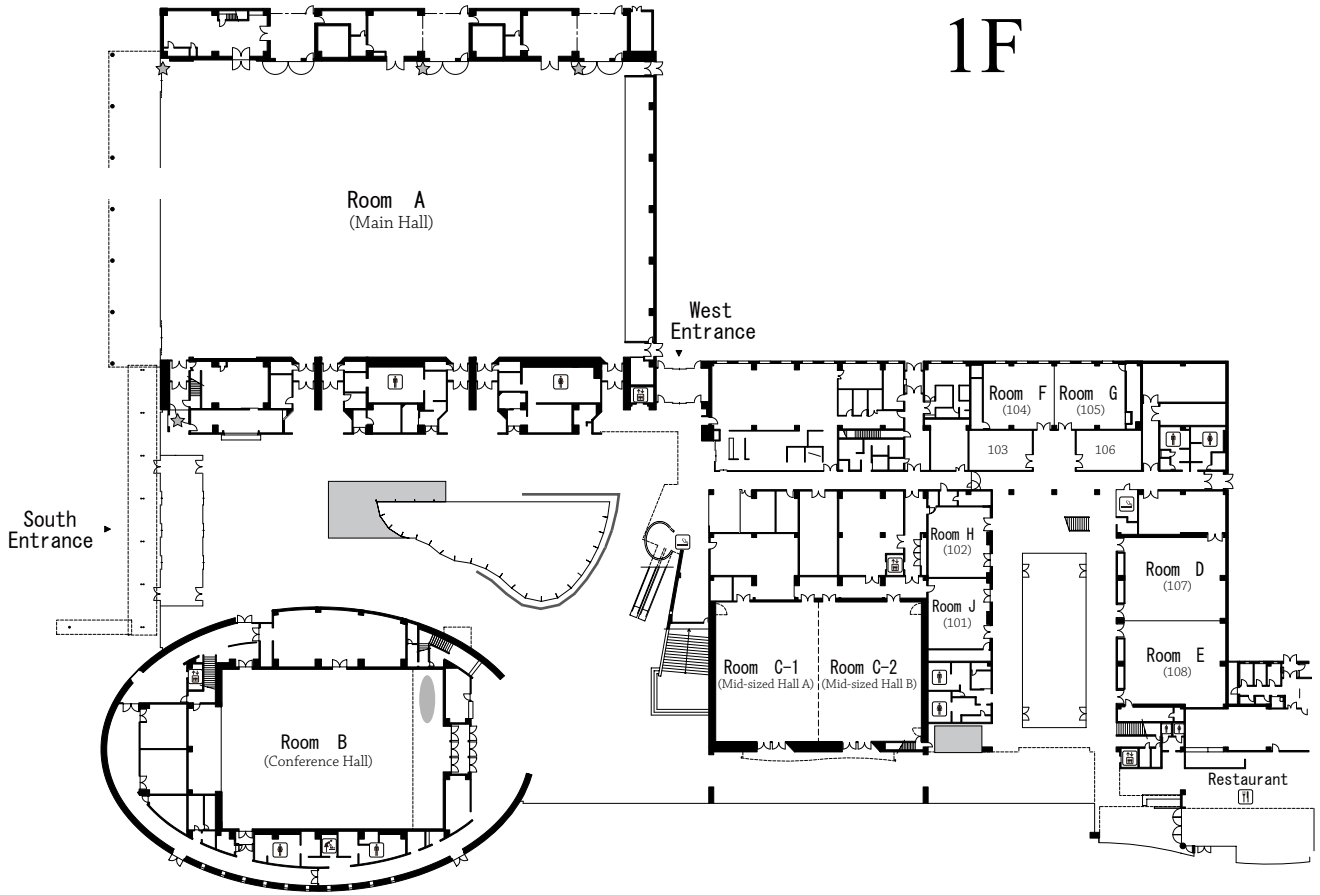 1F
Room A
(Main Hall)
West
Entrance
Room F
(104)
Room G
(105)
103
106
South
Entrance
Room H
(102)
Room D
(107)
Room J
(101)
Room E
(108)
Room C-1
(Mid-sized Hall A)
Room C-2
(Mid-sized Hall B)
Room B
(Conference Hall)
Restaurant